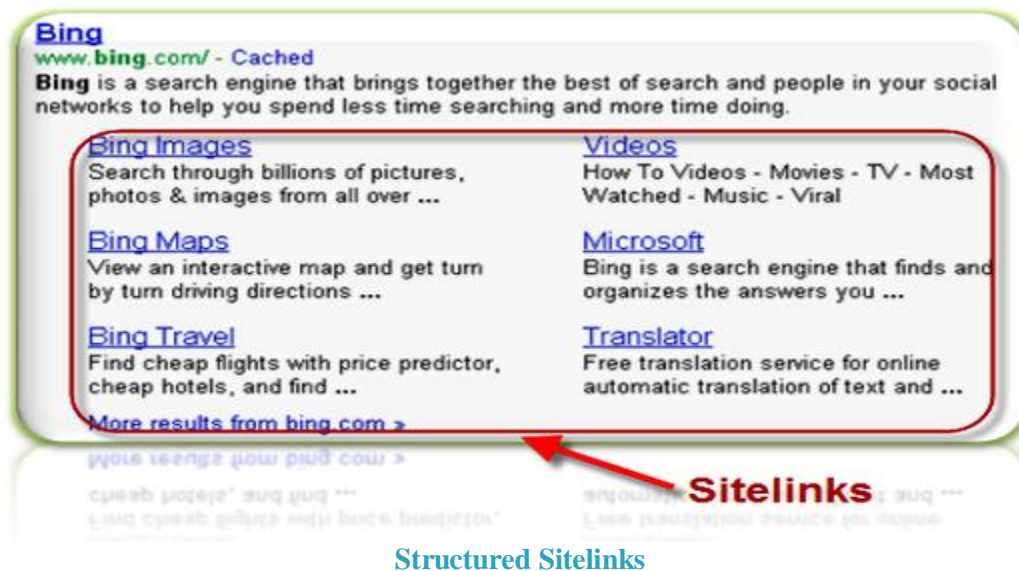 Bing
www.bing.com/ - Cached
Bing is a search engine that brings together the best of search and people in your social
networks to help you spend less time searching and more time doing.
Bing Images
Search through billions of pictures,
photos & images from all over ...
Videos
How To Videos - Movies - TV - Most
Watched - Music - Viral
Bing Maps
View an interactive map and get turn
by turn driving directions ...
Microsoft
Bing is a search engine that finds and
organizes the answers you ...
Bing Travel
Find cheap flights with price predictor,
cheap hotels, and find ...
Translator
Free translation service for online
automatic translation of text and ...
More results from bing.com »
Sitelinks
Structured Sitelinks